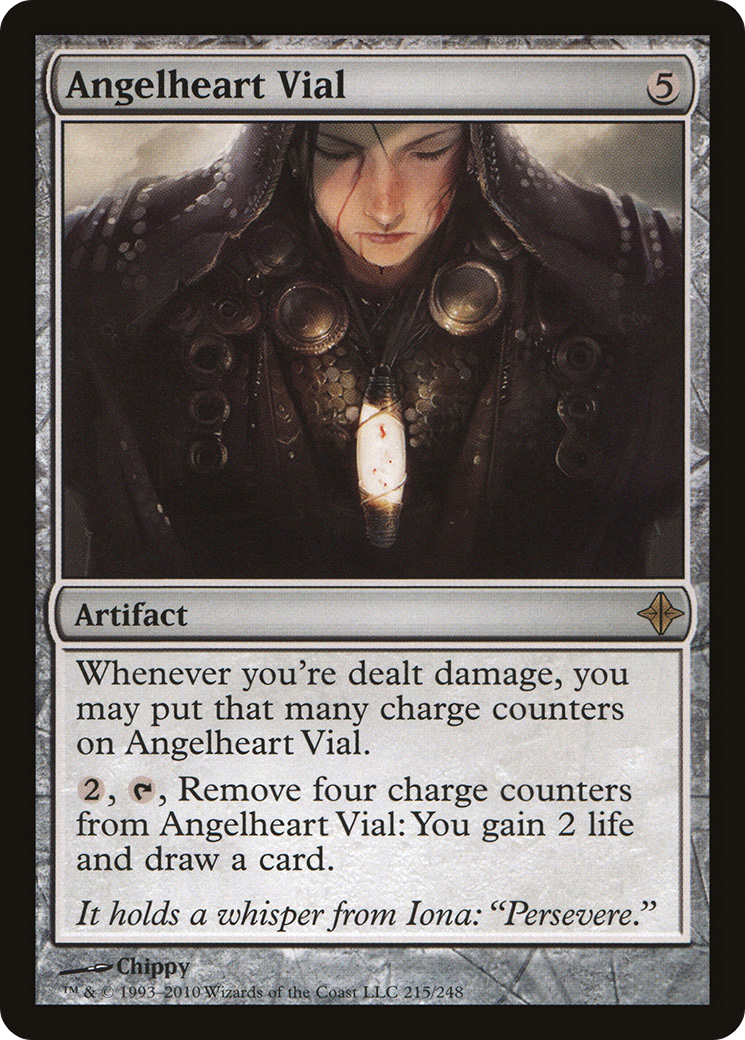 Angelheart Vial 5
Artifact
Whenever you're dealt damage, you
may put that many charge counters
on Angelheart Vial.
2, , Remove four charge counters
from Angelheart Vial: You gain 2 life
and draw a card.
It holds a whisper from Iona: “Persevere.”
Chippy
™ & © 1993–2010 Wizards of the Coast LLC 215/248